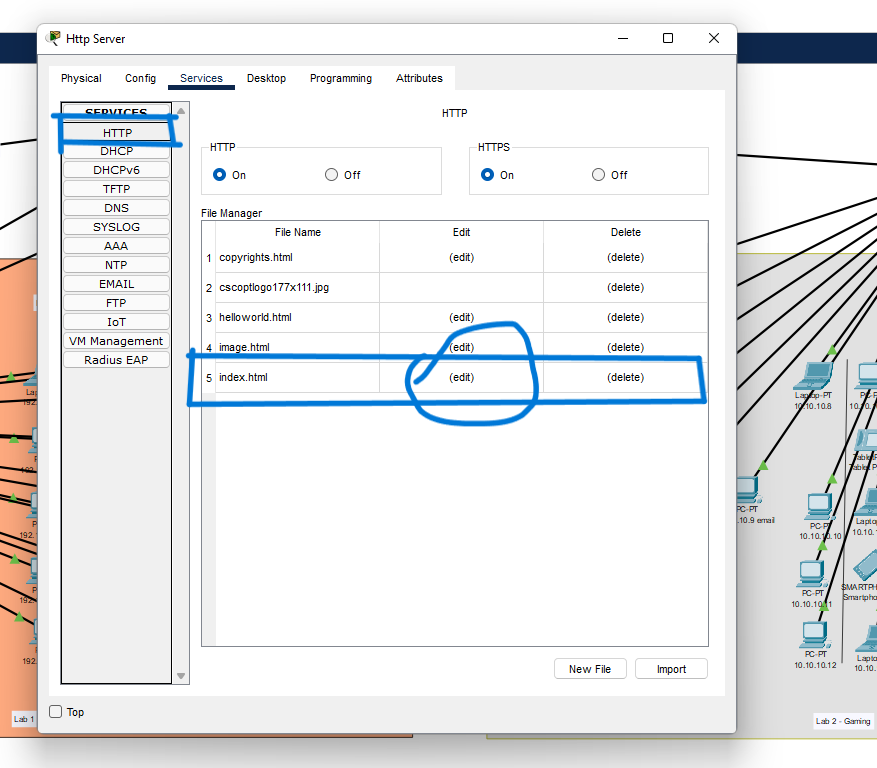 Http Server
Physical Config Services Desktop Programming Attributes
SERVICES
HTTP
DHCP
DHCPv6
TFTP
DNS
SYSLOG
AAA
NTP
EMAIL
FTP
IoT
VM Management
Radius EAP
HTTP
HTTP
On Off
HTTPS
On Off
File Manager
File Name Edit Delete
1 copyrights.html (edit) (delete)
2 cscoptlogo177x111.jpg (delete)
3 helloworld.html (edit) (delete)
4 image.html (edit) (delete)
5 index.html (edit) (delete)
New File Import
Top
Lab 1
Laptop-PT
10.10.10.8
PC-PT
.10.9 email
PC-PT
10.10.10.10
PC-PT
10.10.10.11
PC-PT
10.10.10.12
Lab 2 - Gaming